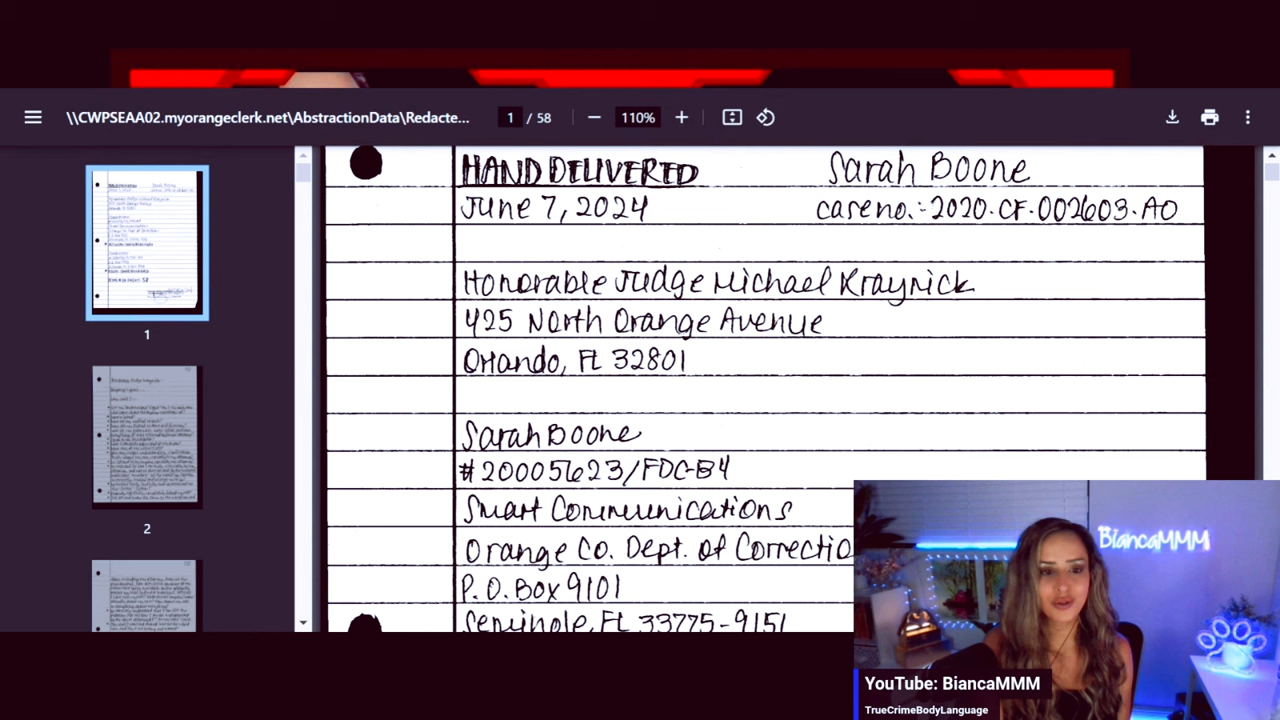 \\CWPSEAA02.myorangeclerk.net\AbstractionData\Redacte...
1 / 58
110%
1
2
HAND DELIVERED Sarah Boone
June 7, 2024 Case no.: 2020.CF.002603.AO
Honorable Judge Michael Kraynick
425 North Orange Avenue
Orlando, FL 32801
Sarah Boone
#20005623/FDC-B4
Smart Communications
Orange Co. Dept. of Correctio
P.O. Box 9101
FL 33775-9151
BiancaMMM
YouTube: BiancaMMM
TrueCrimeBodyLanguage